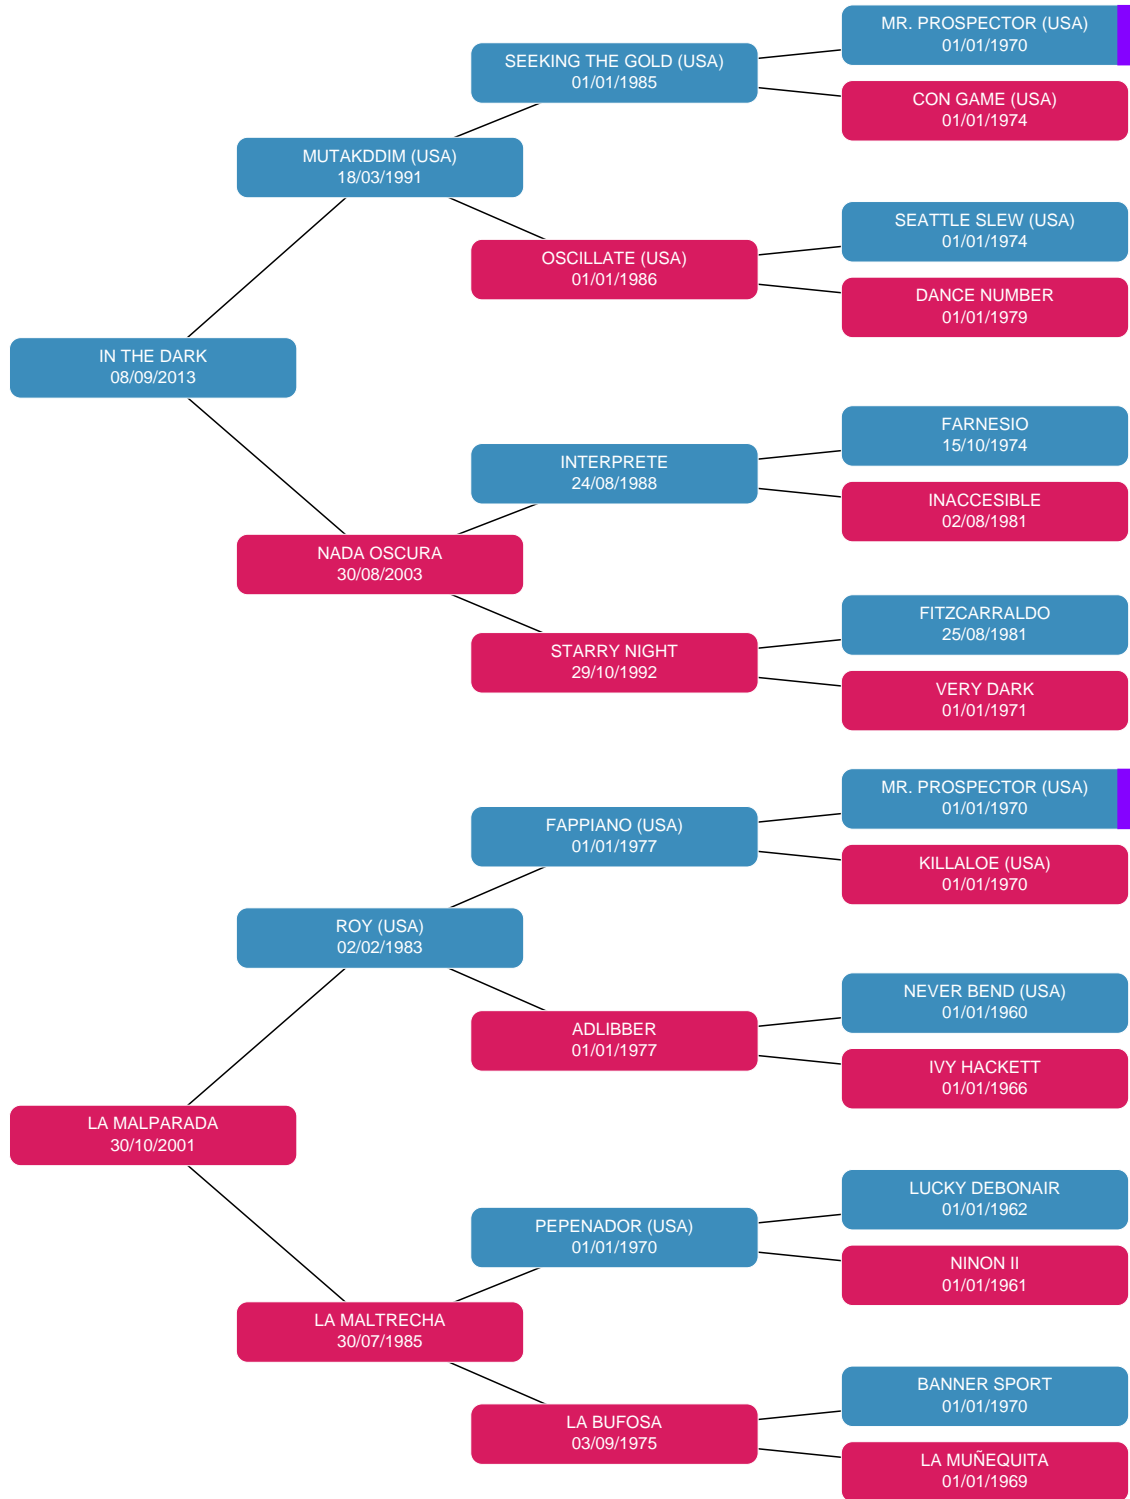 MR. PROSPECTOR (USA)
01/01/1970
SEEKING THE GOLD (USA)
01/01/1985
CON GAME (USA)
01/01/1974
MUTAKDDIM (USA)
18/03/1991
SEATTLE SLEW (USA)
01/01/1974
OSCILLATE (USA)
01/01/1986
DANCE NUMBER
01/01/1979
IN THE DARK
08/09/2013
FARNESIO
15/10/1974
INTERPRETE
24/08/1988
INACCESIBLE
02/08/1981
NADA OSCURA
30/08/2003
FITZCARRALDO
25/08/1981
STARRY NIGHT
29/10/1992
VERY DARK
01/01/1971
MR. PROSPECTOR (USA)
01/01/1970
FAPPIANO (USA)
01/01/1977
KILLALOE (USA)
01/01/1970
ROY (USA)
02/02/1983
NEVER BEND (USA)
01/01/1960
ADLIBBER
01/01/1977
IVY HACKETT
01/01/1966
LA MALPARADA
30/10/2001
LUCKY DEBONAIR
01/01/1962
PEPENADOR (USA)
01/01/1970
NINON II
01/01/1961
LA MALTRECHA
30/07/1985
BANNER SPORT
01/01/1970
LA BUFOSA
03/09/1975
LA MUÑEQUITA
01/01/1969